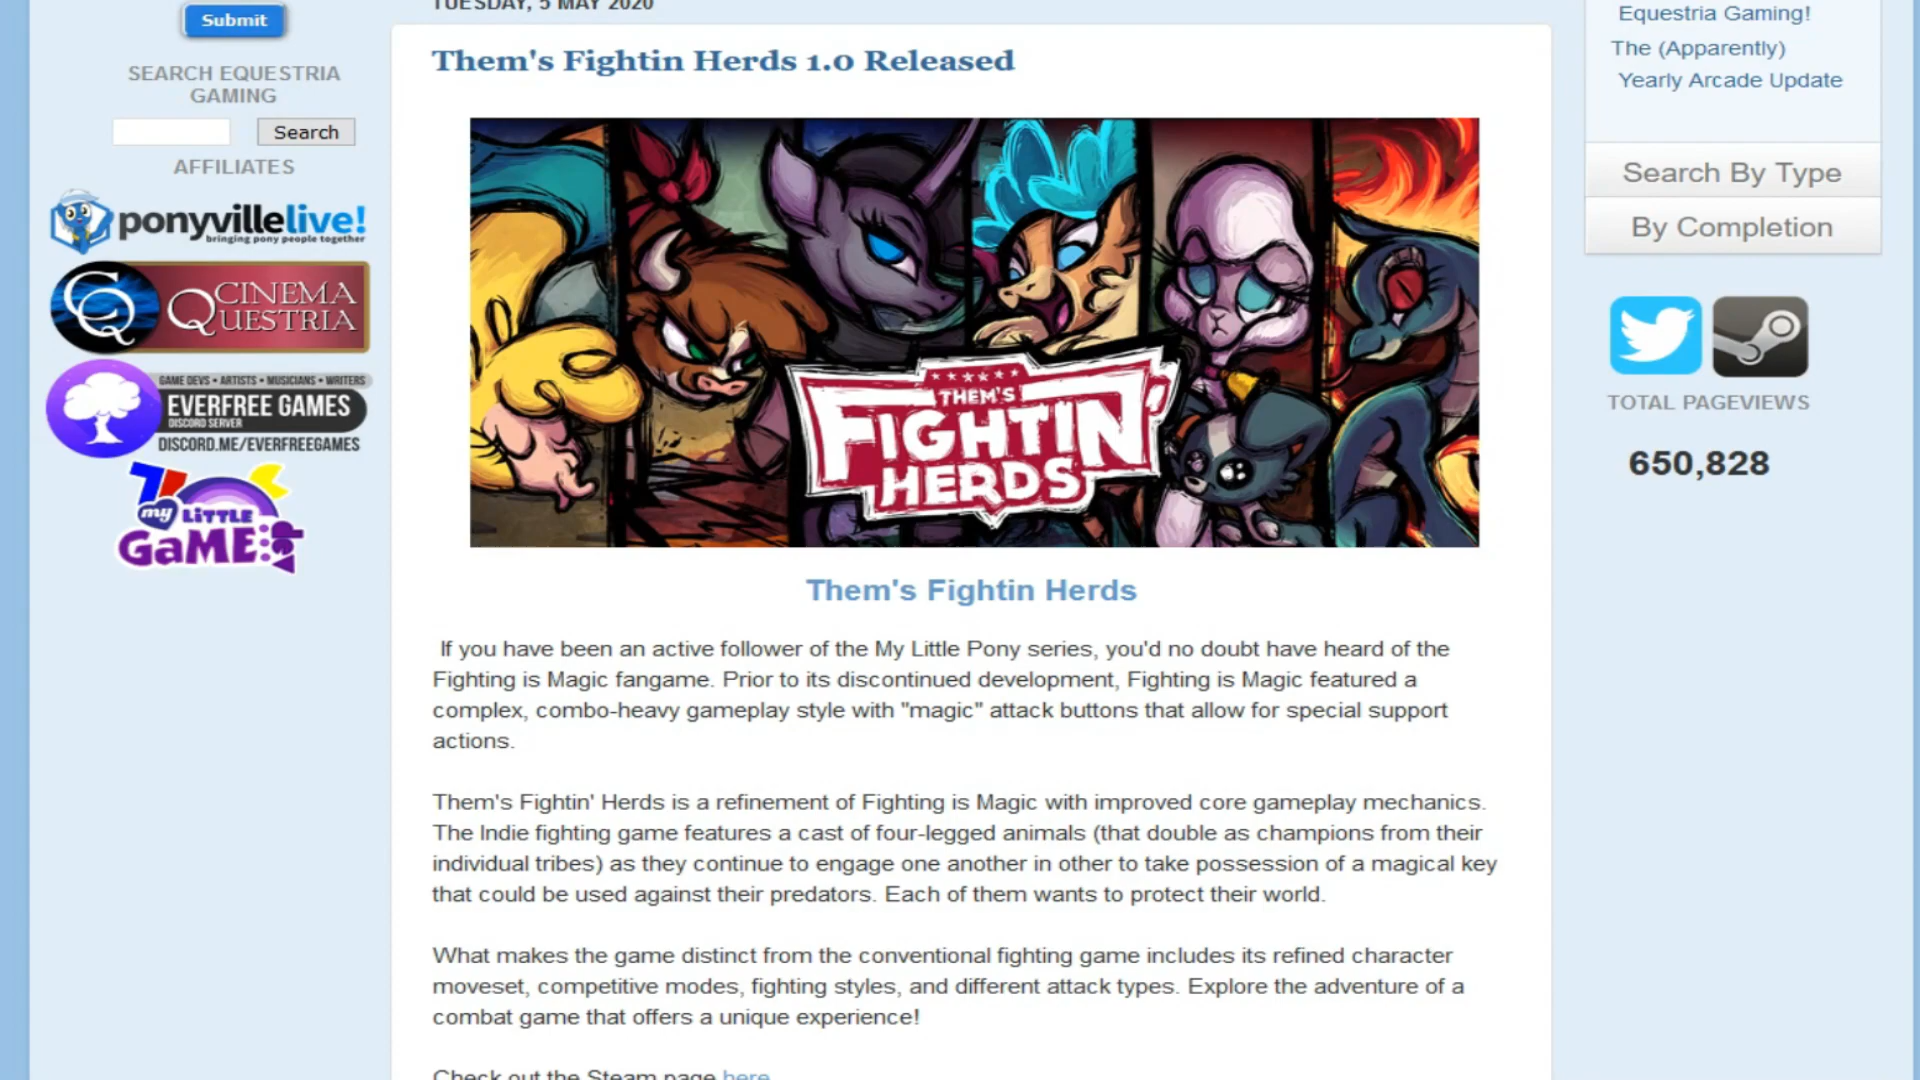 TUESDAY, 5 MAY 2020
Submit
SEARCH EQUESTRIA
GAMING
Search
AFFILIATES
ponyvillelive!
bringing pony people together
CQ
CINEMA
QUESTRIA
GAME DEVS • ARTISTS • MUSICIANS • WRITERS
EVERFREE GAMES
DISCORD SERVER
DISCORD.ME/EVERFREEGAMES
my LiTTLE
GaME
Them's Fightin Herds 1.0 Released
THEM'S
FIGHTIN'
HERDS
Them's Fightin Herds
If you have been an active follower of the My Little Pony series, you'd no doubt have heard of the
Fighting is Magic fangame. Prior to its discontinued development, Fighting is Magic featured a
complex, combo-heavy gameplay style with "magic" attack buttons that allow for special support
actions.
Them's Fightin' Herds is a refinement of Fighting is Magic with improved core gameplay mechanics.
The Indie fighting game features a cast of four-legged animals (that double as champions from their
individual tribes) as they continue to engage one another in other to take possession of a magical key
that could be used against their predators. Each of them wants to protect their world.
What makes the game distinct from the conventional fighting game includes its refined character
moveset, competitive modes, fighting styles, and different attack types. Explore the adventure of a
combat game that offers a unique experience!
Check out the Steam page here
Equestria Gaming!
The (Apparently)
Yearly Arcade Update
Search By Type
By Completion
TOTAL PAGEVIEWS
650,828